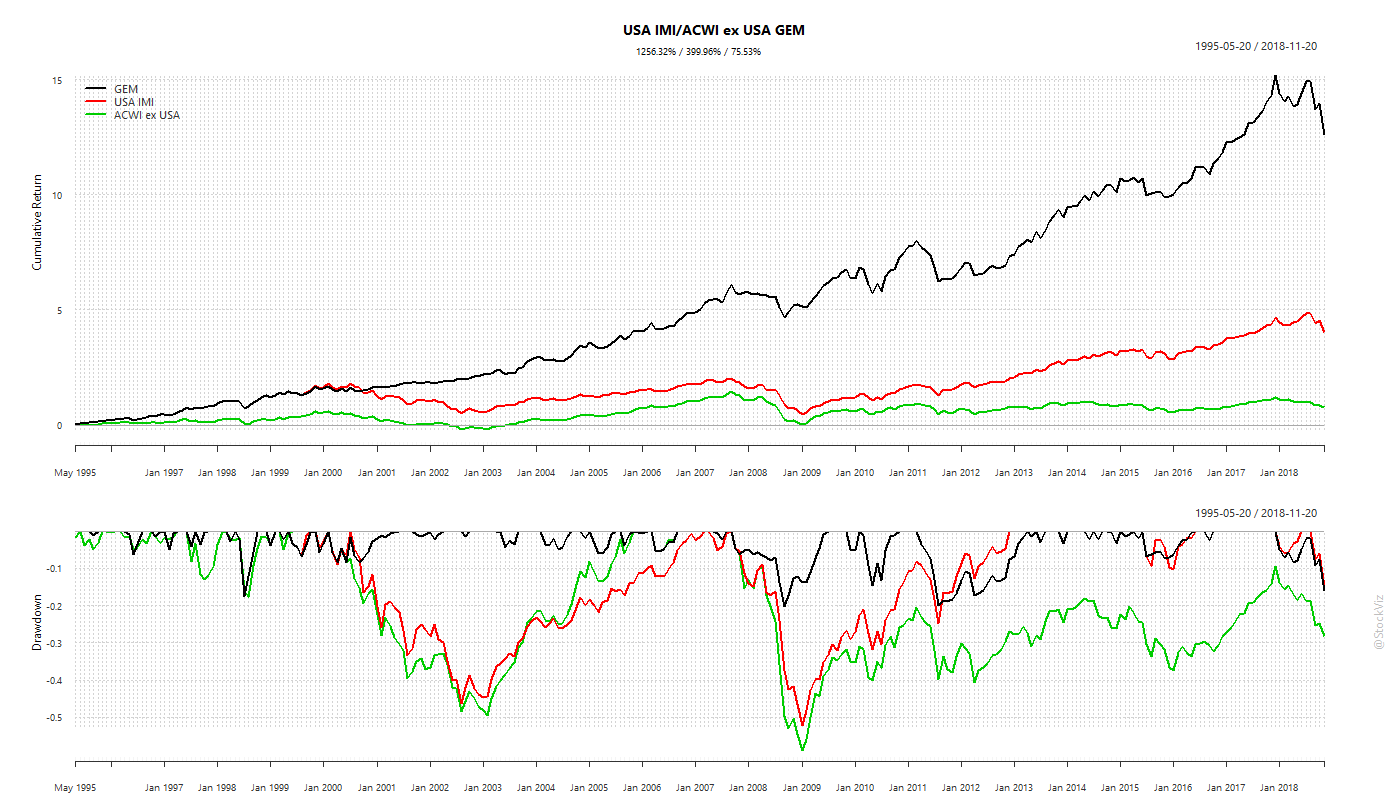 USA IMI/ACWI ex USA GEM
1256.32% / 399.96% / 75.53%
1995-05-20 / 2018-11-20
GEM
USA IMI
ACWI ex USA
Cumulative Return
15
10
5
0
May 1995 Jan 1997 Jan 1998 Jan 1999 Jan 2000 Jan 2001 Jan 2002 Jan 2003 Jan 2004 Jan 2005 Jan 2006 Jan 2007 Jan 2008 Jan 2009 Jan 2010 Jan 2011 Jan 2012 Jan 2013 Jan 2014 Jan 2015 Jan 2016 Jan 2017 Jan 2018
1995-05-20 / 2018-11-20
Drawdown
-0.1
-0.2
-0.3
-0.4
-0.5
May 1995 Jan 1997 Jan 1998 Jan 1999 Jan 2000 Jan 2001 Jan 2002 Jan 2003 Jan 2004 Jan 2005 Jan 2006 Jan 2007 Jan 2008 Jan 2009 Jan 2010 Jan 2011 Jan 2012 Jan 2013 Jan 2014 Jan 2015 Jan 2016 Jan 2017 Jan 2018
@StockViz